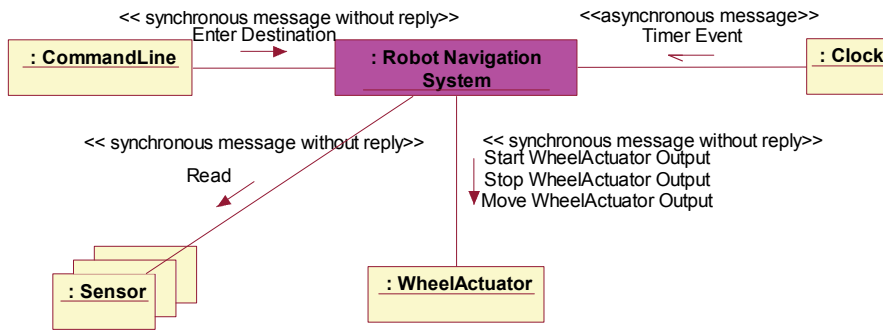 << synchronous message without reply>>
Enter Destination
<<asynchronous message>>
Timer Event
: CommandLine
: Robot Navigation
System
: Clock
<< synchronous message without reply>>
Read
<< synchronous message without reply>>
Start WheelActuator Output
Stop WheelActuator Output
Move WheelActuator Output
: Sensor
: WheelActuator